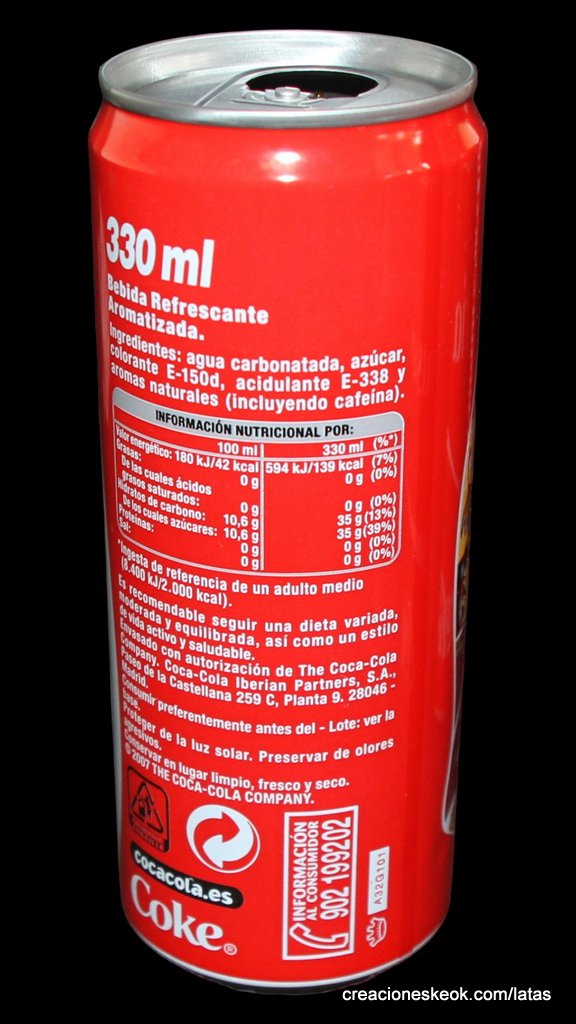 330 ml
Bebida Refrescante
Aromatizada.
Ingredientes: agua carbonatada, azúcar,
colorante E-150d, acidulante E-338 y
aromas naturales (incluyendo cafeína).
INFORMACIÓN NUTRICIONAL POR:
100 ml 330 ml (%*)
Valor energético: 180 kJ/42 kcal 594 kJ/139 kcal (7%)
Grasas: 0 g 0 g (0%)
De las cuales ácidos
grasos saturados: 0 g 0 g (0%)
Hidratos de carbono: 10,6 g 35 g (13%)
De los cuales azúcares: 10,6 g 35 g (39%)
Proteínas: 0 g 0 g (0%)
Sal: 0 g 0 g (0%)
*Ingesta de referencia de un adulto medio
(8.400 kJ/2.000 kcal).
Es recomendable seguir una dieta variada,
moderada y equilibrada, así como un estilo
de vida activo y saludable.
Envasado con autorización de The Coca-Cola
Company. Coca-Cola Iberian Partners, S.A.,
Paseo de la Castellana 259 C, Planta 9. 28046 -
Madrid.
Consumir preferentemente antes del - Lote: ver la
base.
Proteger de la luz solar. Preservar de olores
agresivos.
Conservar en lugar limpio, fresco y seco.
© 2007 THE COCA-COLA COMPANY.
cocacola.es
Coke®
INFORMACIÓN
AL CONSUMIDOR
902 199202
A32G101
creacioneskeok.com/latas